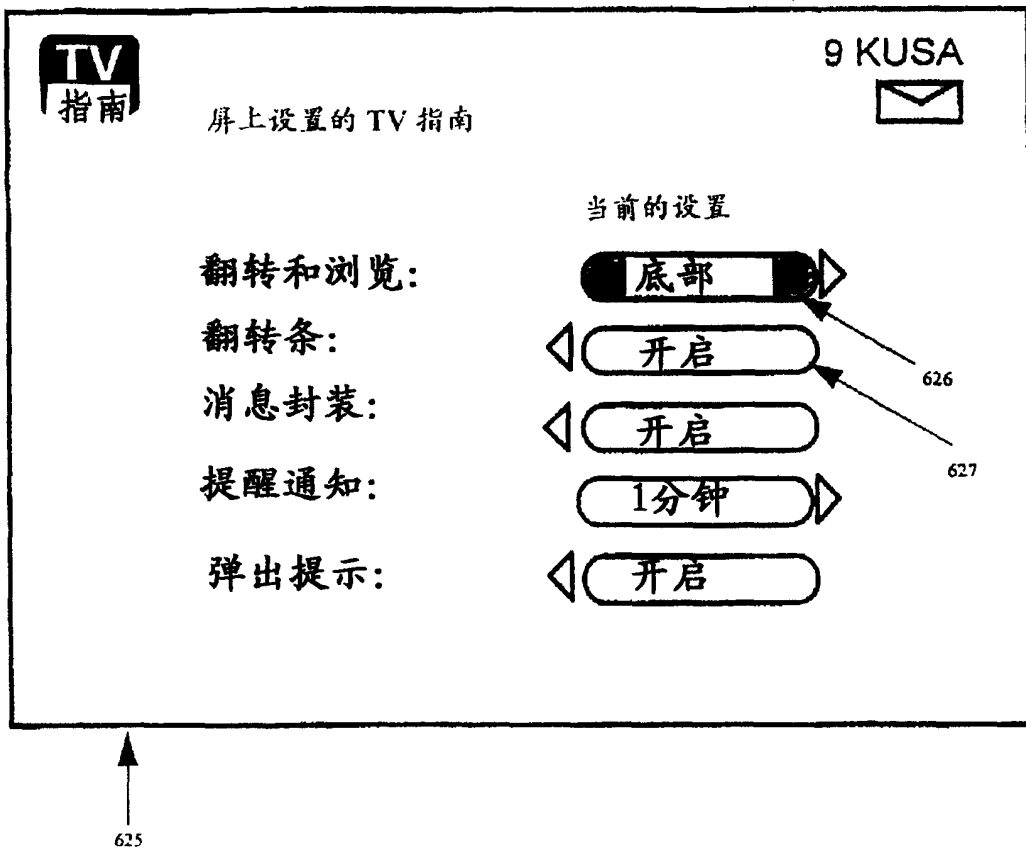 TV
指南
9 KUSA
屏上设置的 TV 指南
当前的设置
翻转和浏览: 底部
翻转条: 开启
626
消息封装: 开启
627
提醒通知: 1分钟
弹出提示: 开启
625